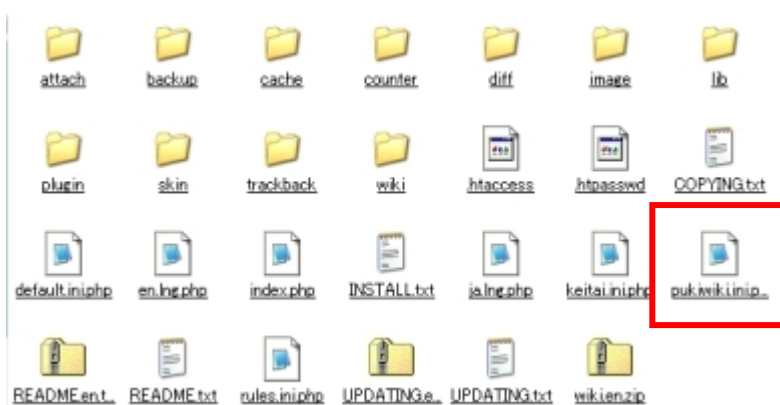 attach backup cache counter diff image lib
plugin skin trackback wiki .htaccess .htpasswd COPYING.txt
default.ini.php en.lng.php index.php INSTALL.txt ja.lng.php keitai.ini.php pukiwiki.ini.p...
README.en.t... README.txt rules.ini.php UPDATING.e... UPDATING.txt wiki.en.zip